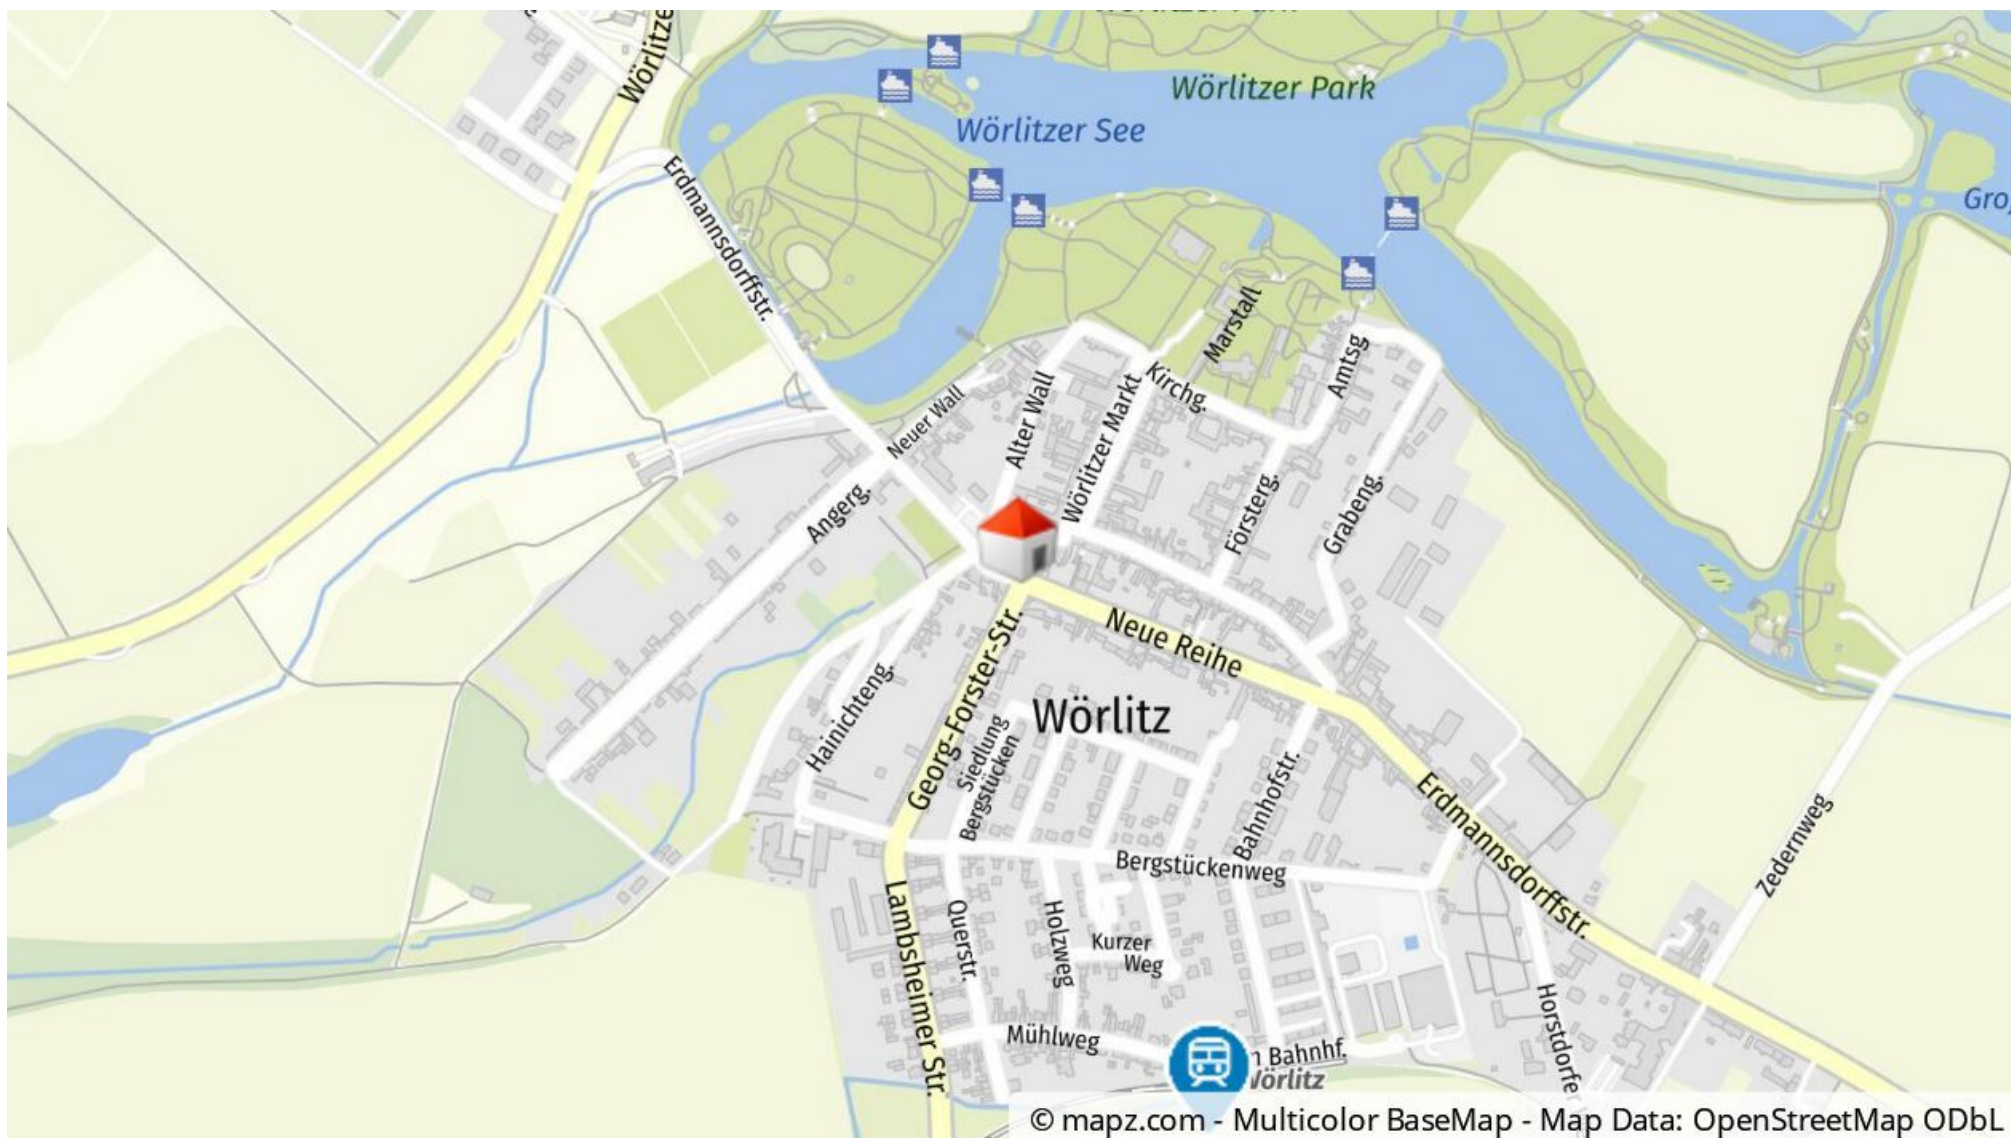 Wörlitze
Wörlitzer Park
Wörlitzer See
Erdmannsdorffstr.
Marstall
Amtsg
Kirchg.
Neuer Wall
Alter Wall
Wörlitzer Markt
Angerg.
Försterg.
Grabeng.
Neue Reihe
Georg-Forster-Str.
Hainichteng.
Wörlitz
Siedlung
Bergstücken
Bahnhofstr.
Bergstückenweg
Erdmannsdorffstr.
Zedernweg
Lambsheimer Str.
Querstr.
Holzweg
Kurzer
Weg
Mühlweg
Bahnhf.
Wörlitz
Horstdorfer
© mapz.com - Multicolor BaseMap - Map Data: OpenStreetMap ODbL